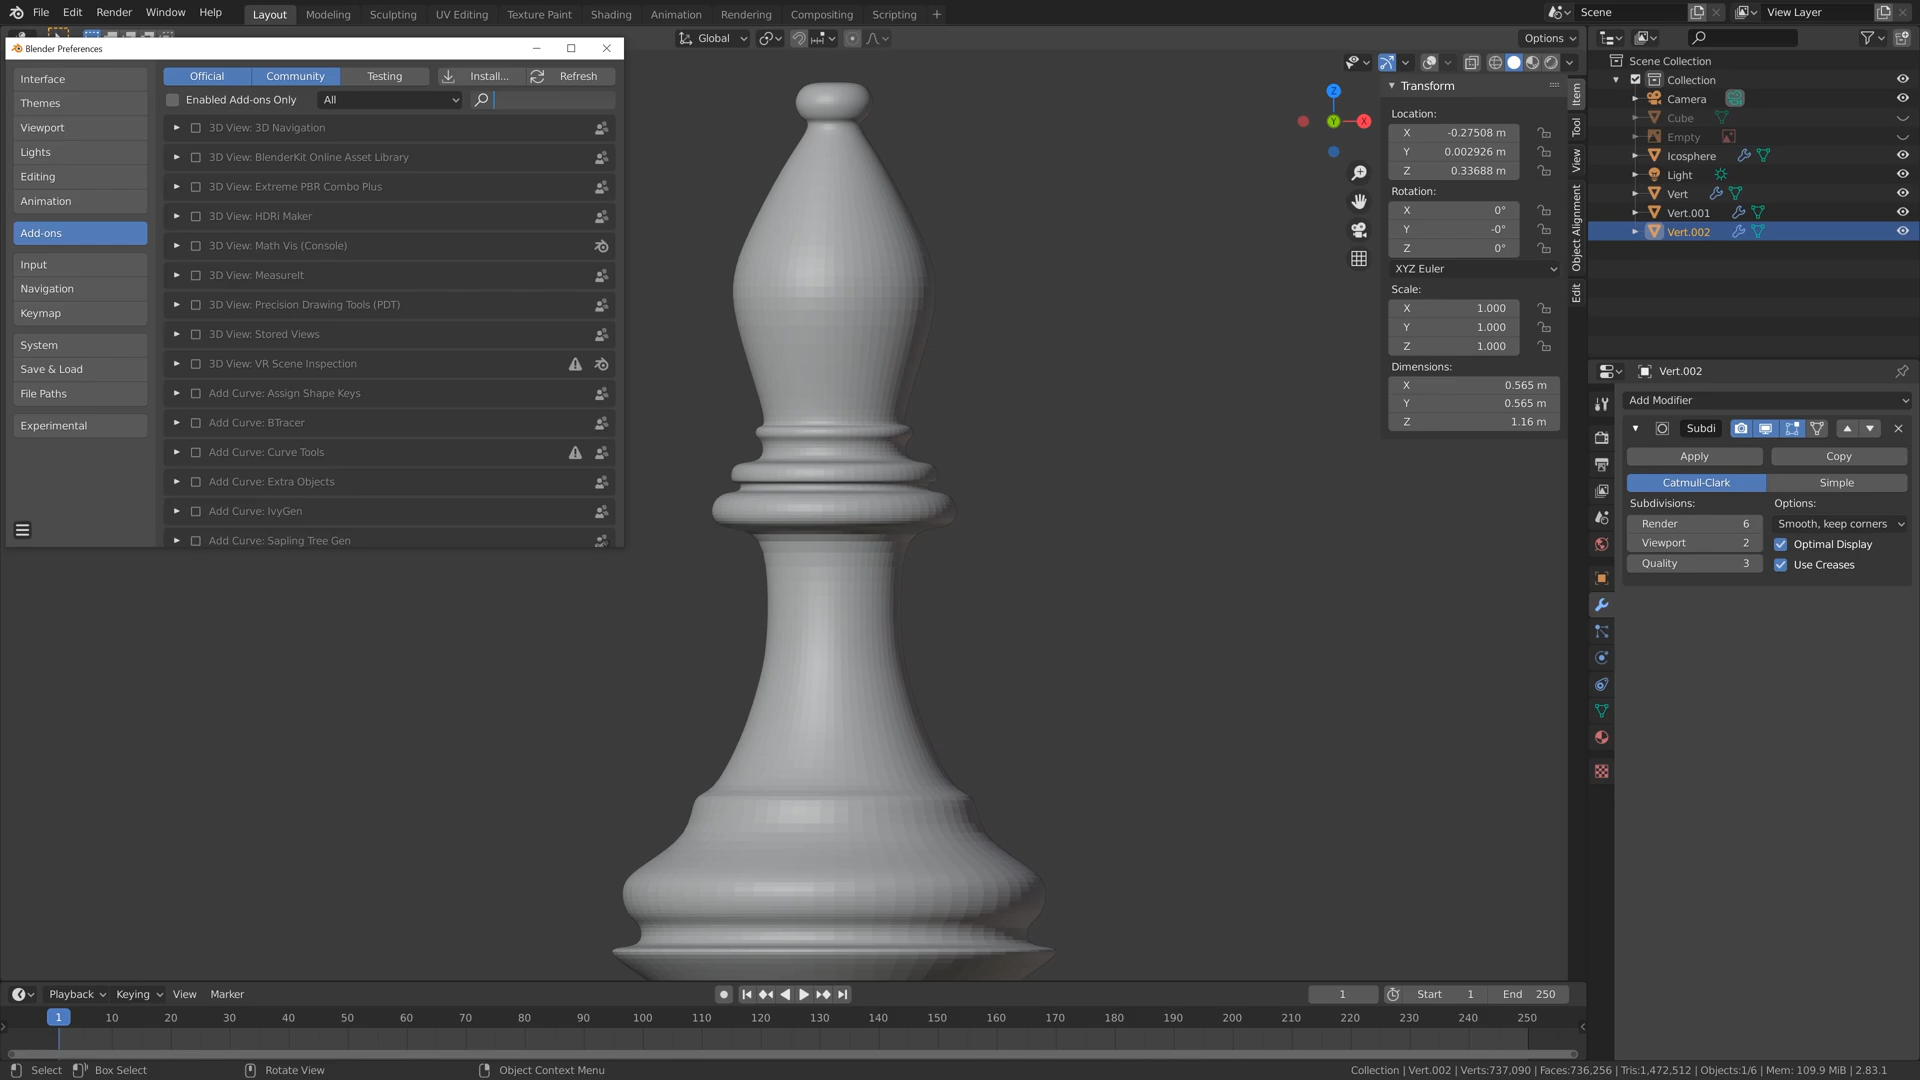 File Edit Render Window Help Layout Modeling Sculpting UV Editing Texture Paint Shading Animation Rendering Compositing Scripting + Scene View Layer
Blender Preferences
Interface
Themes
Viewport
Lights
Editing
Animation
Add-ons
Input
Navigation
Keymap
System
Save & Load
File Paths
Experimental
Official Community Testing Install... Refresh
Enabled Add-ons Only All
3D View: 3D Navigation
3D View: BlenderKit Online Asset Library
3D View: Extreme PBR Combo Plus
3D View: HDRi Maker
3D View: Math Vis (Console)
3D View: MeasureIt
3D View: Precision Drawing Tools (PDT)
3D View: Stored Views
3D View: VR Scene Inspection
Add Curve: Assign Shape Keys
Add Curve: BTracer
Add Curve: Curve Tools
Add Curve: Extra Objects
Add Curve: IvyGen
Add Curve: Sapling Tree Gen
Global
Options
Z
Y
X
Transform
Location:
X -0.27508 m
Y 0.002926 m
Z 0.33688 m
Rotation:
X 0°
Y -0°
Z 0°
XYZ Euler
Scale:
X 1.000
Y 1.000
Z 1.000
Dimensions:
X 0.565 m
Y 0.565 m
Z 1.16 m
Item
Tool
View
Object Alignment
Edit
Scene Collection
Collection
Camera
Cube
Empty
Icosphere
Light
Vert
Vert.001
Vert.002
Vert.002
Add Modifier
Subdi
Apply Copy
Catmull-Clark Simple
Subdivisions: Options:
Render 6 Smooth, keep corners
Viewport 2 Optimal Display
Quality 3 Use Creases
Playback Keying View Marker 1 Start 1 End 250
1 10 20 30 40 50 60 70 80 90 100 110 120 130 140 150 160 170 180 190 200 210 220 230 240 250
Select Box Select Rotate View Object Context Menu Collection | Vert.002 | Verts:737,090 | Faces:736,256 | Tris:1,472,512 | Objects:1/6 | Mem: 109.9 MiB | 2.83.1